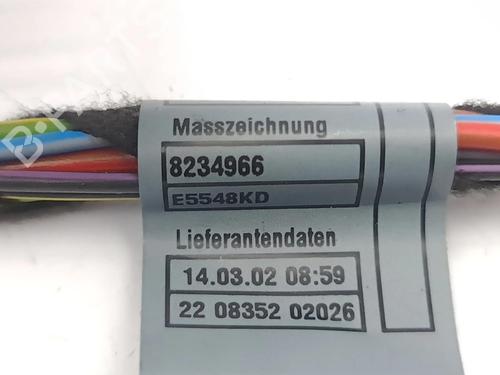 Masszeichnung
8234966
E5548KD
Lieferantendaten
14.03.02 08:59
22 08352 02026